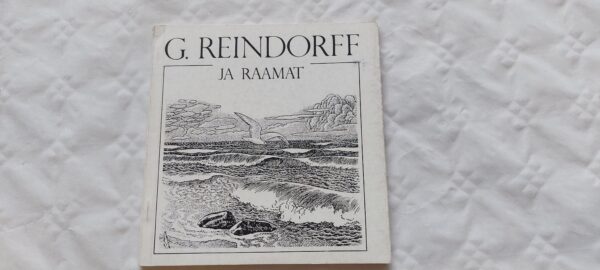 G. REINDORFF
JA RAAMAT